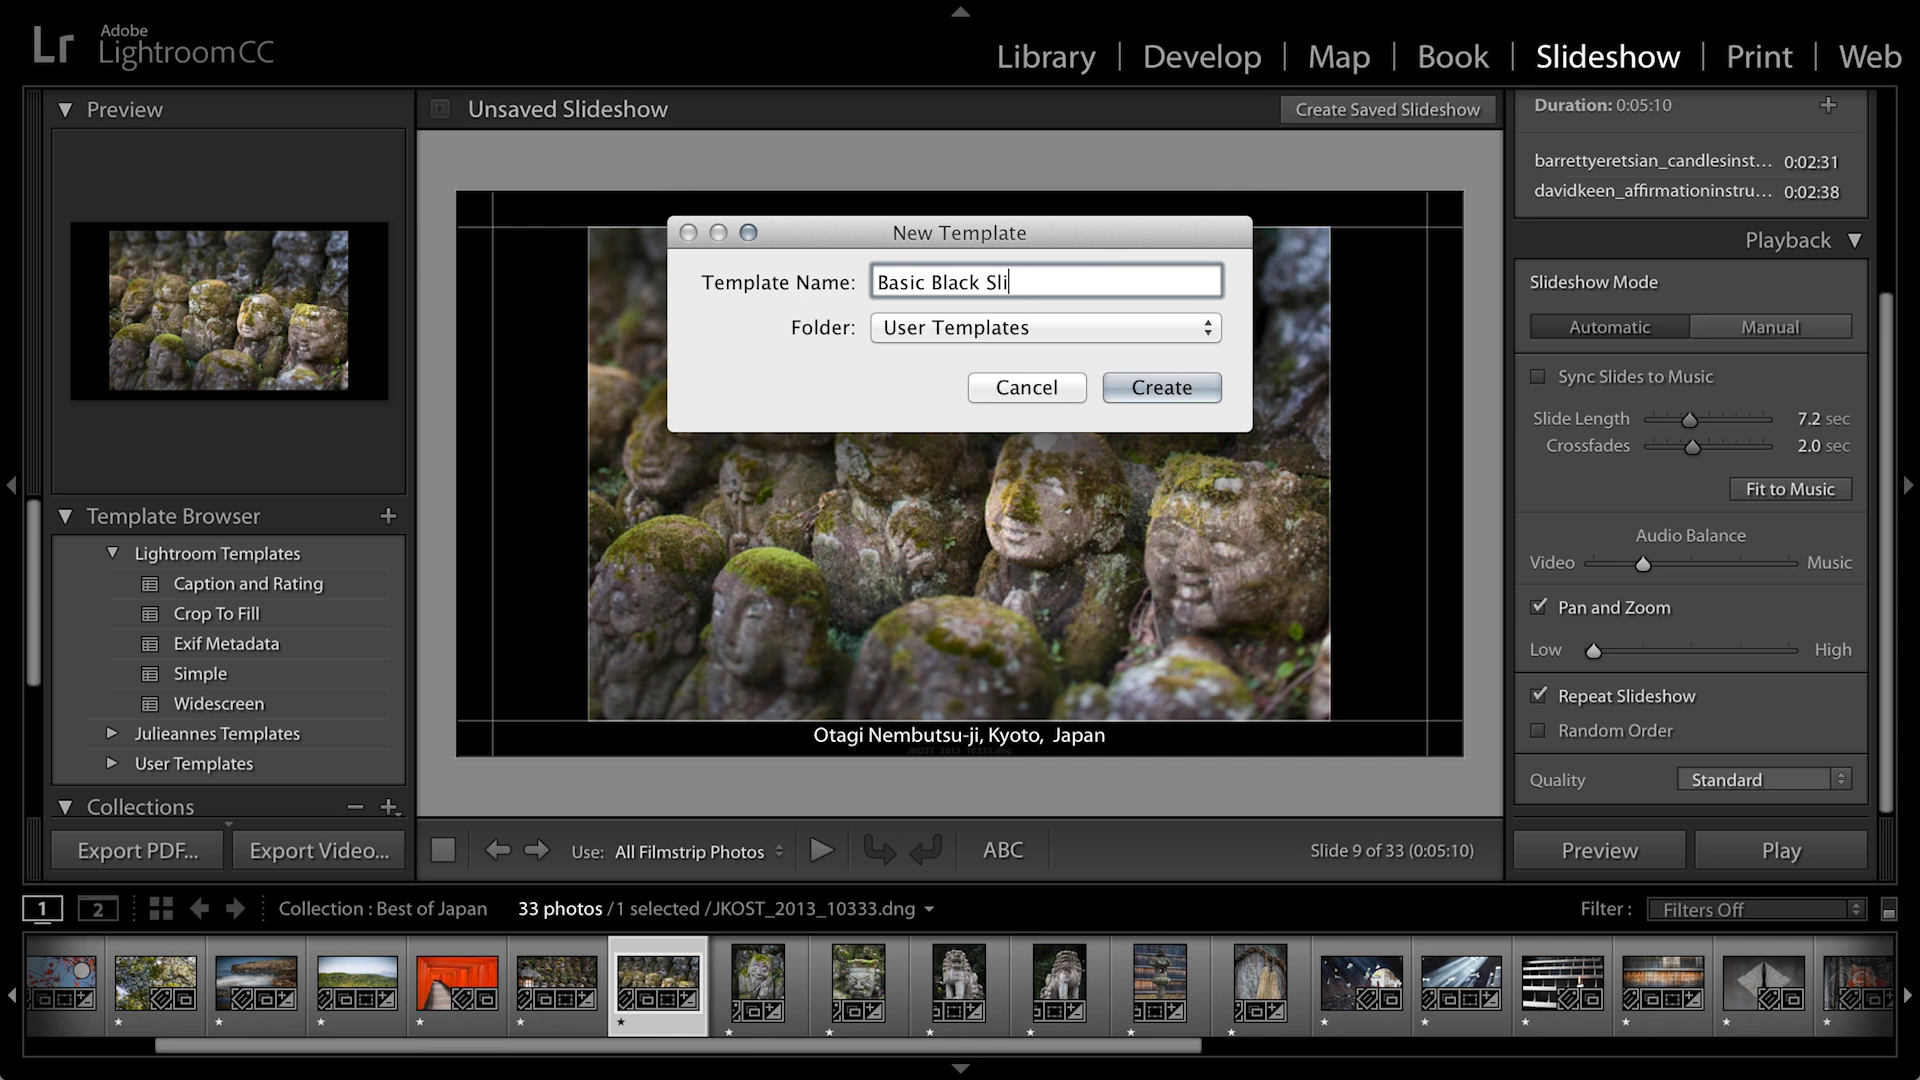 Lr
Adobe
Lightroom CC
Library | Develop | Map | Book | Slideshow | Print | Web
Preview
Unsaved Slideshow
Create Saved Slideshow
Template Browser
Lightroom Templates
Caption and Rating
Crop To Fill
Exif Metadata
Simple
Widescreen
Julieannes Templates
User Templates
Collections
Export PDF...
Export Video...
New Template
Template Name: Basic Black Sli
Folder: User Templates
Cancel
Create
Otagi Nembutsu-ji, Kyoto, Japan
Use: All Filmstrip Photos
ABC
Slide 9 of 33 (0:05:10)
Duration: 0:05:10
barrettyeretsian_candlesinst... 0:02:31
davidkeen_affirmationinstru... 0:02:38
Playback
Slideshow Mode
Automatic
Manual
Sync Slides to Music
Slide Length 7.2 sec
Crossfades 2.0 sec
Fit to Music
Audio Balance
Video Music
Pan and Zoom
Low High
Repeat Slideshow
Random Order
Quality Standard
Preview
Play
1 2
Collection : Best of Japan 33 photos / 1 selected / JKOST_2013_10333.dng
Filter : Filters Off